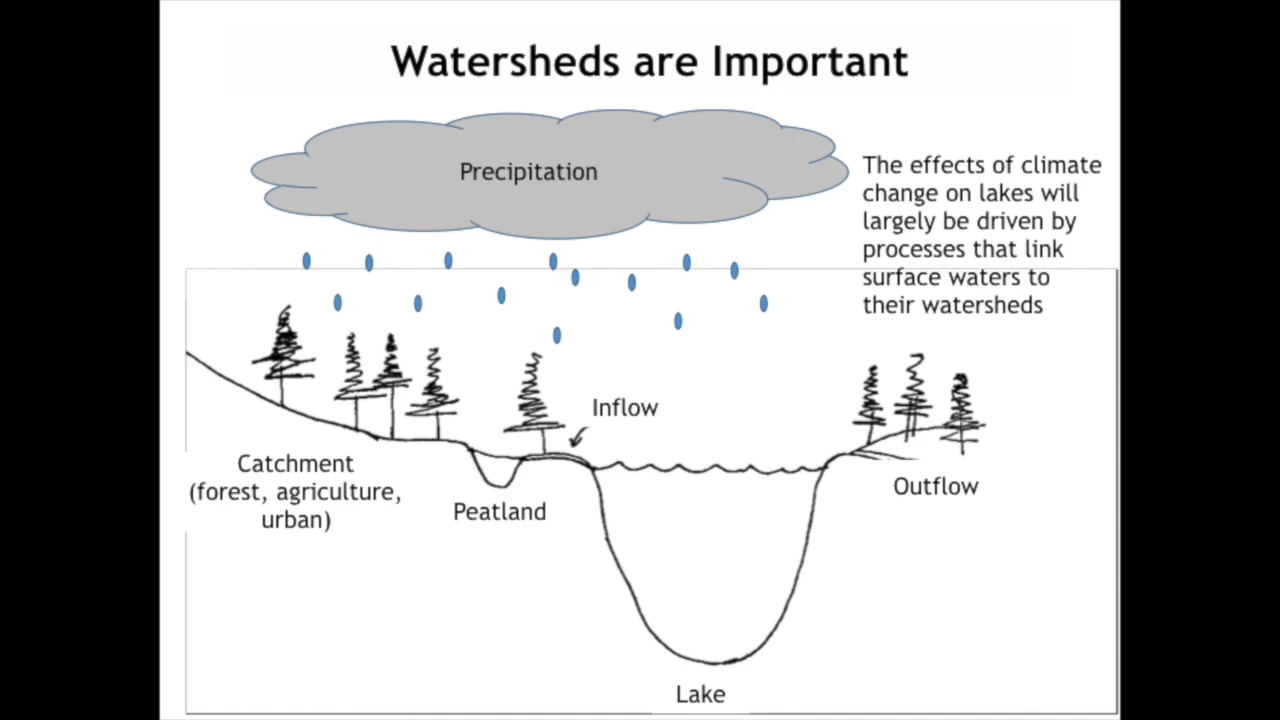 Watersheds are Important
Precipitation
The effects of climate
change on lakes will
largely be driven by
processes that link
surface waters to
their watersheds
Inflow
Catchment
(forest, agriculture,
urban)
Peatland
Outflow
Lake